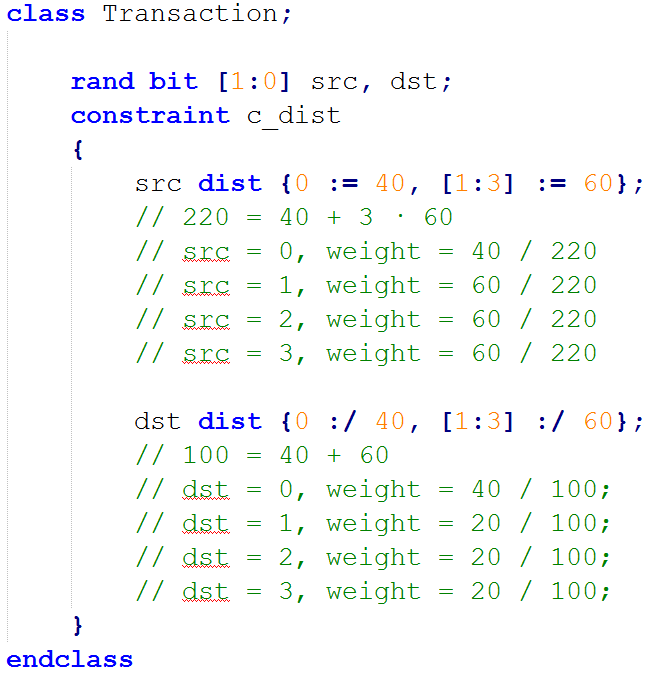 class Transaction;
rand bit [1:0] src, dst;
constraint c_dist
{
src dist {0 := 40, [1:3] := 60};
// 220 = 40 + 3 · 60
// src = 0, weight = 40 / 220
// src = 1, weight = 60 / 220
// src = 2, weight = 60 / 220
// src = 3, weight = 60 / 220
dst dist {0 :/ 40, [1:3] :/ 60};
// 100 = 40 + 60
// dst = 0, weight = 40 / 100;
// dst = 1, weight = 20 / 100;
// dst = 2, weight = 20 / 100;
// dst = 3, weight = 20 / 100;
}
endclass